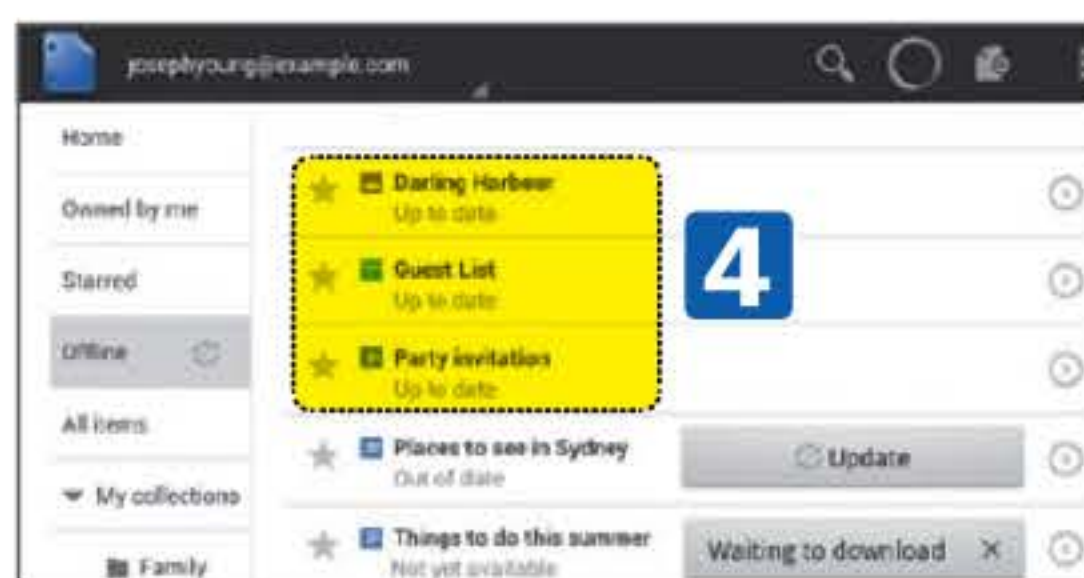 josephyoung@example.com
Home
Owned by me
Starred
Offline
All items
My collections
Family
Darling Harbour
Up to date
Guest List
Up to date
4
Party invitation
Up to date
Places to see in Sydney
Out of date
Update
Things to do this summer
Not yet available
Waiting to download